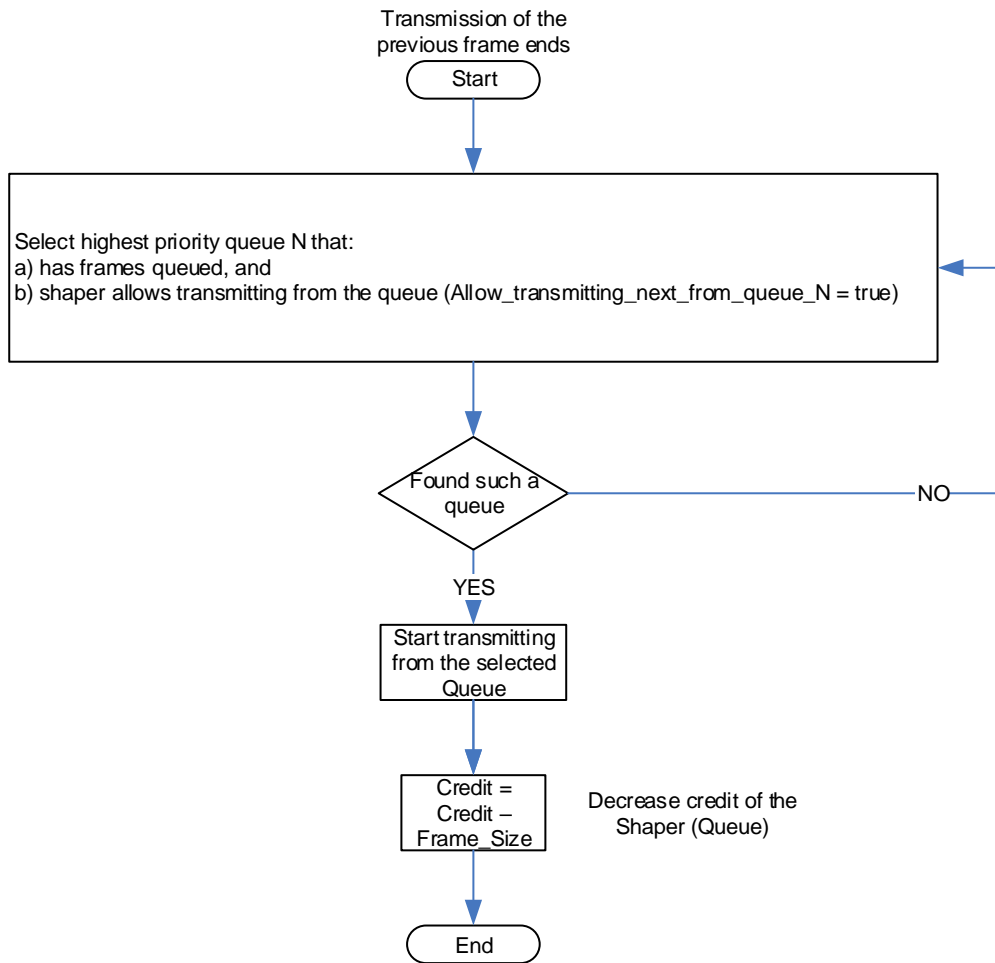 Transmission of the
previous frame ends
Start
Select highest priority queue N that:
a) has frames queued, and
b) shaper allows transmitting from the queue (Allow_transmitting_next_from_queue_N = true)
Found such a
queue
NO
YES
Start transmitting
from the selected
Queue
Credit =
Credit –
Frame_Size
Decrease credit of the
Shaper (Queue)
End